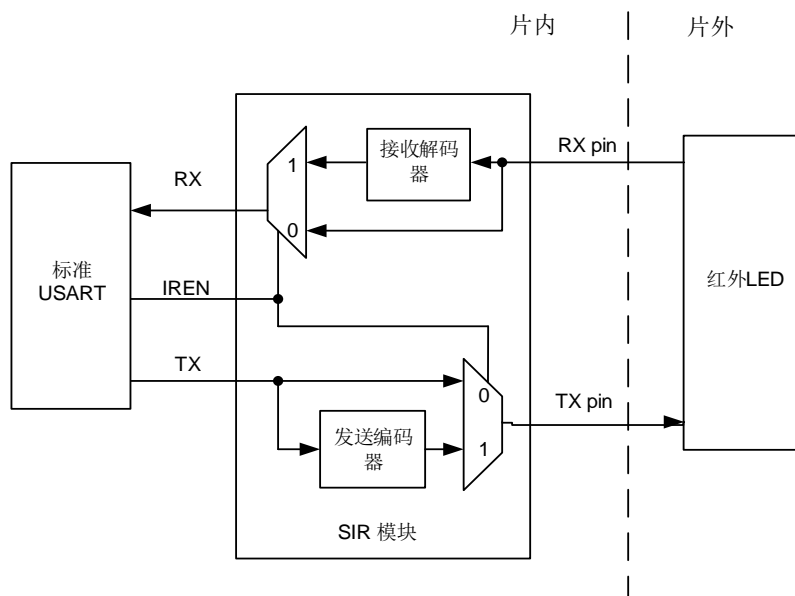 片内
片外
接收解码
器
RX pin
1
RX
0
标准
USART
IREN
红外LED
TX
0
TX pin
发送编码
器
1
SIR 模块